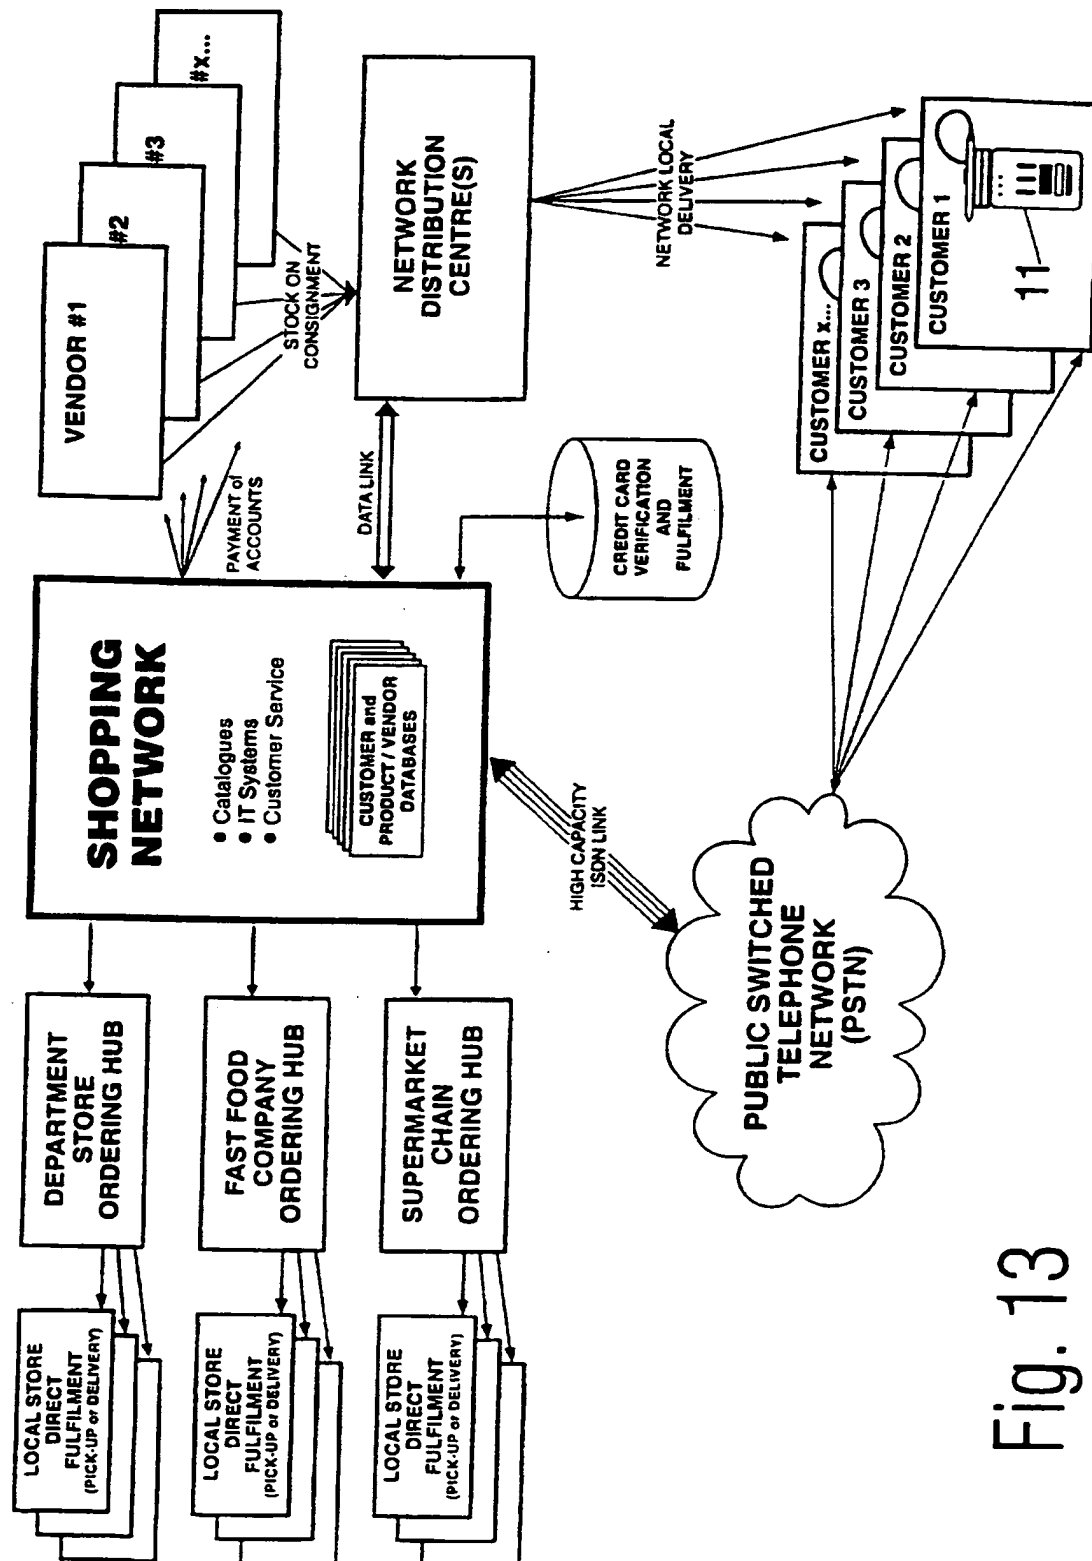 LOCAL STORE
DIRECT
FULFILMENT
(PICK-UP or DELIVERY)
DEPARTMENT
STORE
ORDERING HUB
LOCAL STORE
DIRECT
FULFILMENT
(PICK-UP or DELIVERY)
FAST FOOD
COMPANY
ORDERING HUB
LOCAL STORE
DIRECT
FULFILMENT
(PICK-UP or DELIVERY)
SUPERMARKET
CHAIN
ORDERING HUB
SHOPPING
NETWORK
● Catalogues
● IT Systems
● Customer Service
CUSTOMER and
PRODUCT / VENDOR
DATABASES
PAYMENT of
ACCOUNTS
VENDOR #1
#2
#3
#x...
STOCK ON
CONSIGNMENT
DATA LINK
NETWORK
DISTRIBUTION
CENTRE(S)
CREDIT CARD
VERIFICATION
AND
FULFILMENT
HIGH CAPACITY
ISDN LINK
NETWORK LOCAL
DELIVERY
PUBLIC SWITCHED
TELEPHONE
NETWORK
(PSTN)
CUSTOMER x...
CUSTOMER 3
CUSTOMER 2
CUSTOMER 1
11
Fig. 13